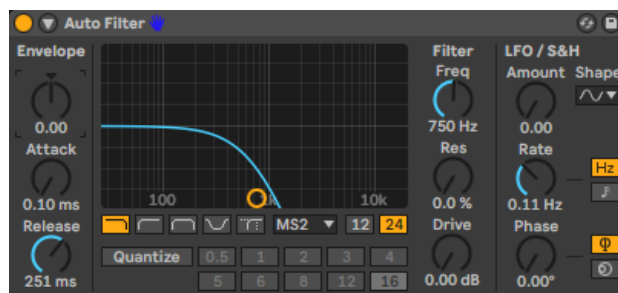 Auto Filter
Envelope
0.00
Attack
0.10 ms
Release
251 ms
100
1k
10k
MS2
12
24
Quantize
0.5
1
2
3
4
5
6
8
12
16
Filter
Freq
750 Hz
Res
0.0 %
Drive
0.00 dB
LFO / S&H
Amount
Shape
0.00
Rate
Hz
0.11 Hz
Phase
Φ
0.00°